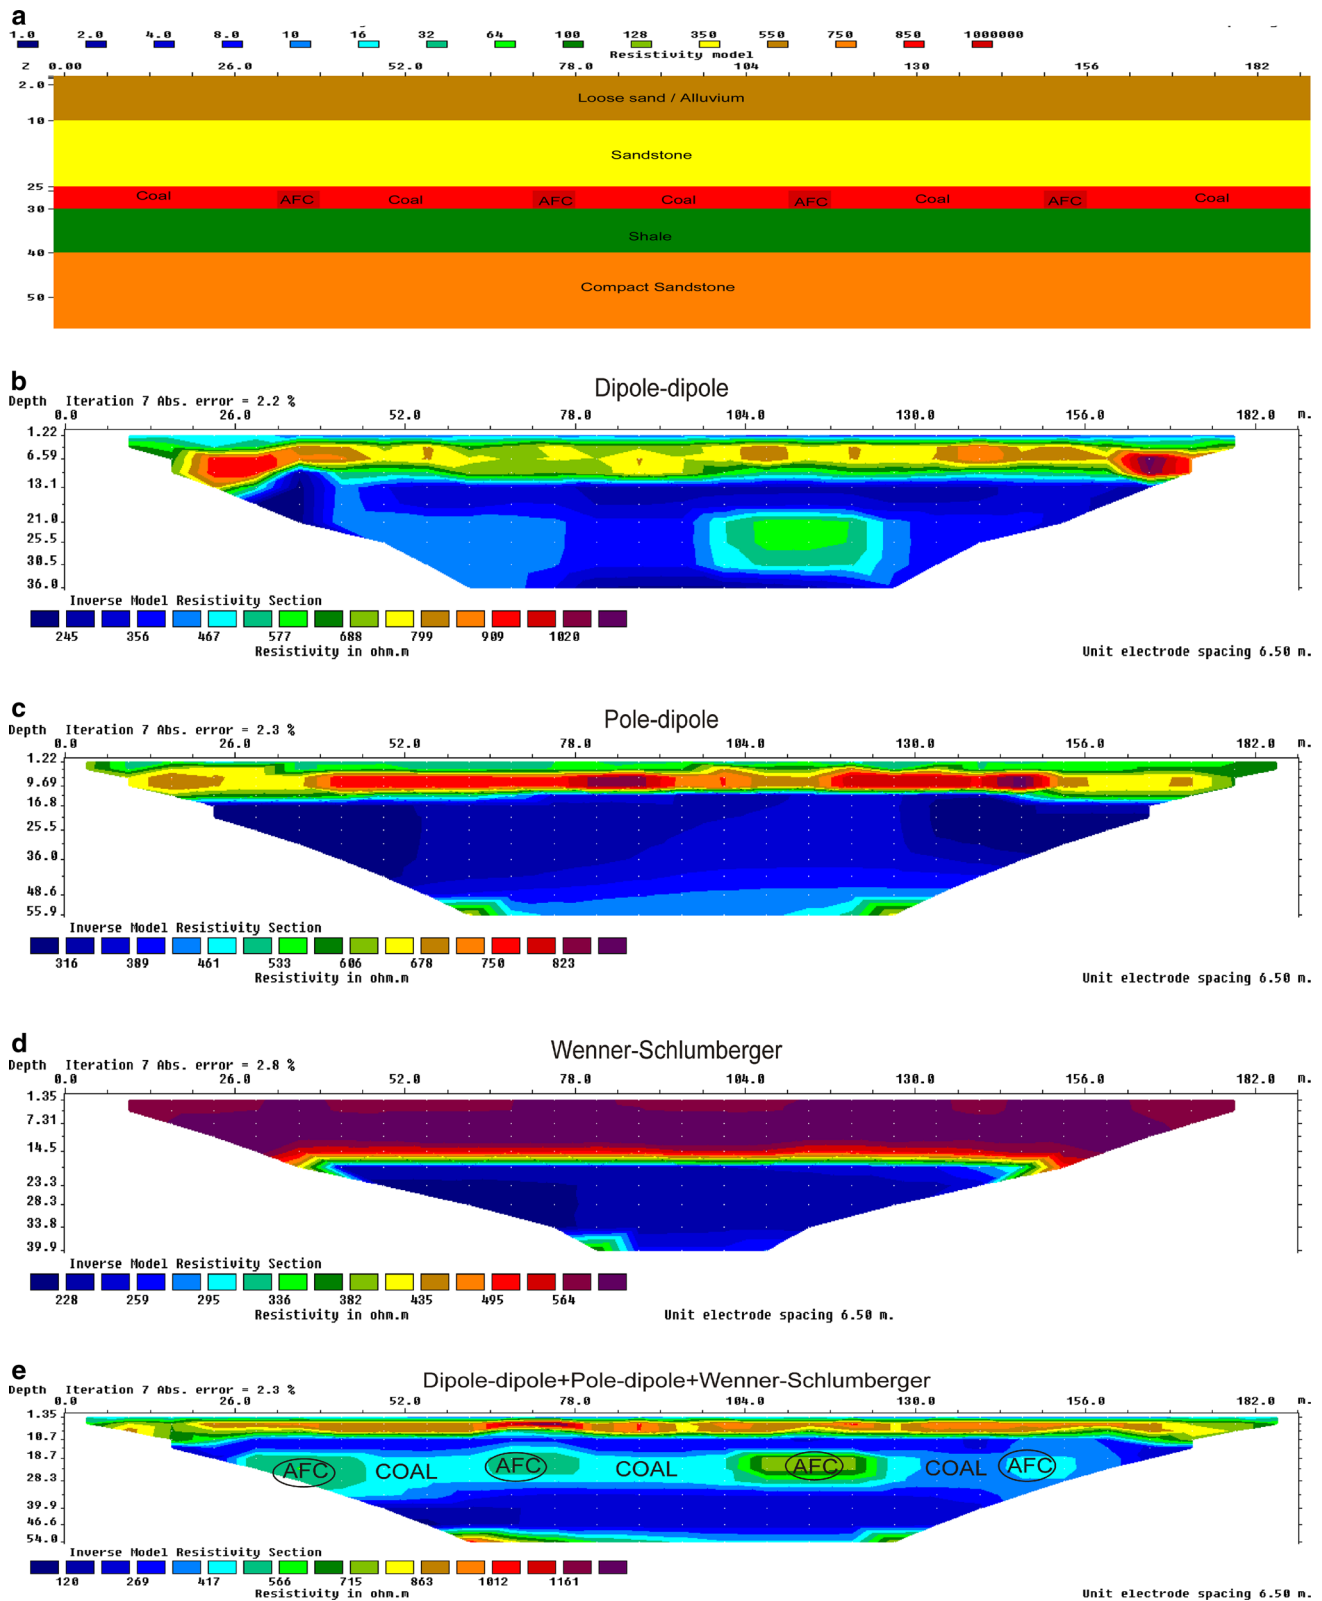 a
1.0 2.0 4.0 8.0 10 16 32 64 100 128 350 550 750 850 1000000
Resistivity model
Z 0.00 26.0 52.0 78.0 104 130 156 182
2.0
Loose sand / Alluvium
10
Sandstone
25
Coal AFC Coal AFC Coal AFC Coal AFC Coal
30
Shale
40
Compact Sandstone
50
b
Dipole-dipole
Depth Iteration 7 Abs. error = 2.2 %
0.0 26.0 52.0 78.0 104.0 130.0 156.0 182.0 m.
1.22
6.59
13.1
21.0
25.5
30.5
36.0
Inverse Model Resistivity Section
245 356 467 577 688 799 909 1020
Resistivity in ohm.m
Unit electrode spacing 6.50 m.
c
Pole-dipole
Depth Iteration 7 Abs. error = 2.3 %
0.0 26.0 52.0 78.0 104.0 130.0 156.0 182.0 m.
1.22
9.69
16.8
25.5
36.0
48.6
55.9
Inverse Model Resistivity Section
316 389 461 533 606 678 750 823
Resistivity in ohm.m
Unit electrode spacing 6.50 m.
d
Wenner-Schlumberger
Depth Iteration 7 Abs. error = 2.8 %
0.0 26.0 52.0 78.0 104.0 130.0 156.0 182.0 m.
1.35
7.31
14.5
23.3
28.3
33.8
39.9
Inverse Model Resistivity Section
228 259 295 336 382 435 495 564
Resistivity in ohm.m
Unit electrode spacing 6.50 m.
e
Dipole-dipole+Pole-dipole+Wenner-Schlumberger
Depth Iteration 7 Abs. error = 2.3 %
0.0 26.0 52.0 78.0 104.0 130.0 156.0 182.0 m.
1.35
10.7
18.7
AFC COAL AFC COAL AFC COAL AFC
28.3
39.9
46.6
54.0
Inverse Model Resistivity Section
120 269 417 566 715 863 1012 1161
Resistivity in ohm.m
Unit electrode spacing 6.50 m.